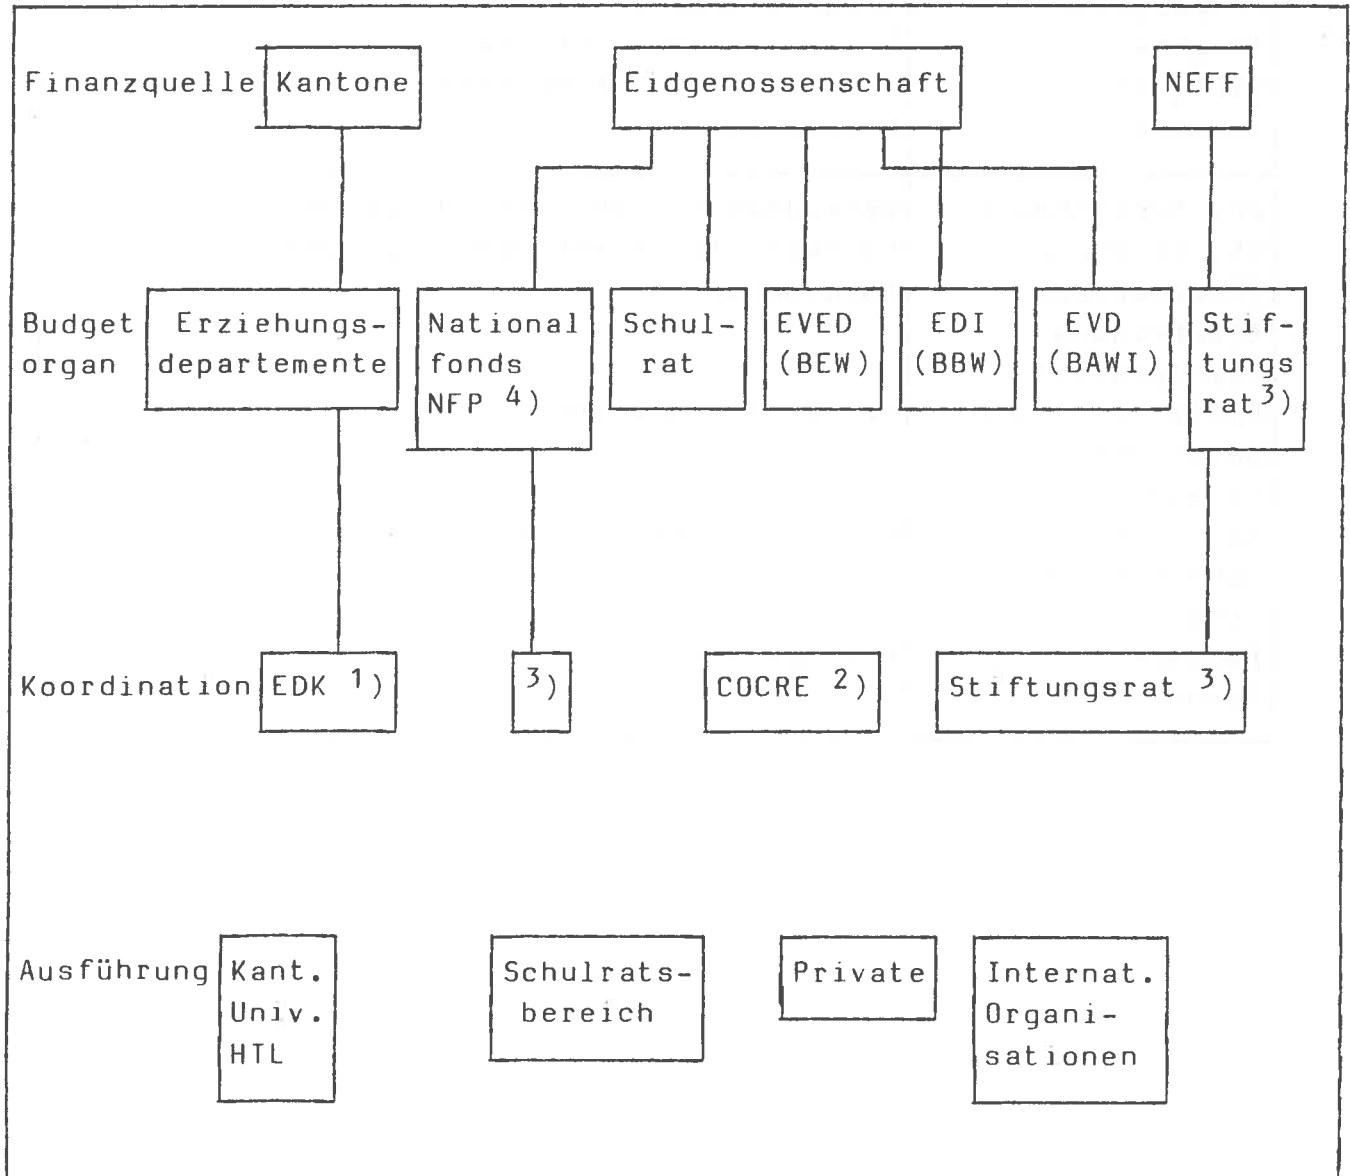 Finanzquelle Kantone Eidgenossenschaft NEFF
Budget organ
Erziehungs-
departemente
National
fonds
NFP 4)
Schul-
rat
EVED
(BEW)
EDI
(BBW)
EVD
(BAWI)
Stif-
tungs
rat 3)
Koordination EDK 1) 3) COCRE 2) Stiftungsrat 3)
Ausführung
Kant.
Univ.
HTL
Schulrats-
bereich
Private
Internat.
Organi-
sationen